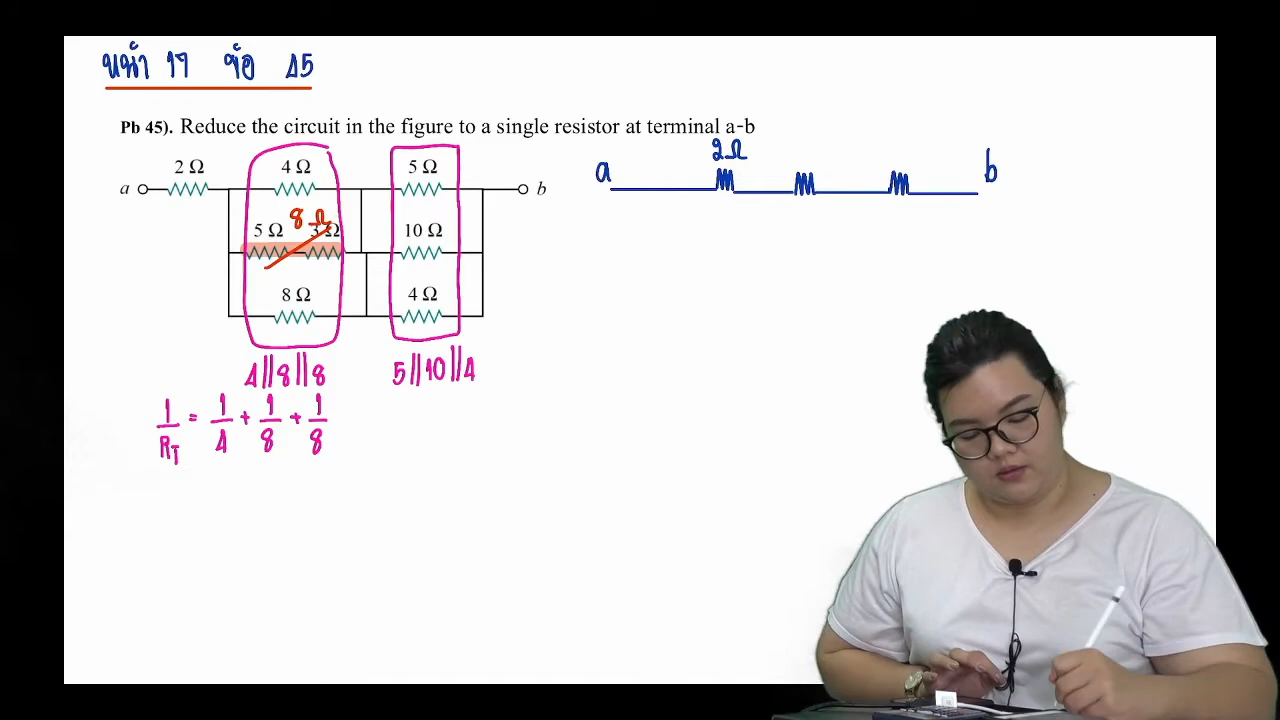 หน้า 17 ข้อ 45
Pb 45). Reduce the circuit in the figure to a single resistor at terminal a-b
2 Ω 4 Ω 5 Ω
a b
8 Ω
5 Ω 3 Ω 10 Ω
8 Ω 4 Ω
2Ω
a b
4||8||8 5||10||4
1/R_T = 1/4 + 1/8 + 1/8